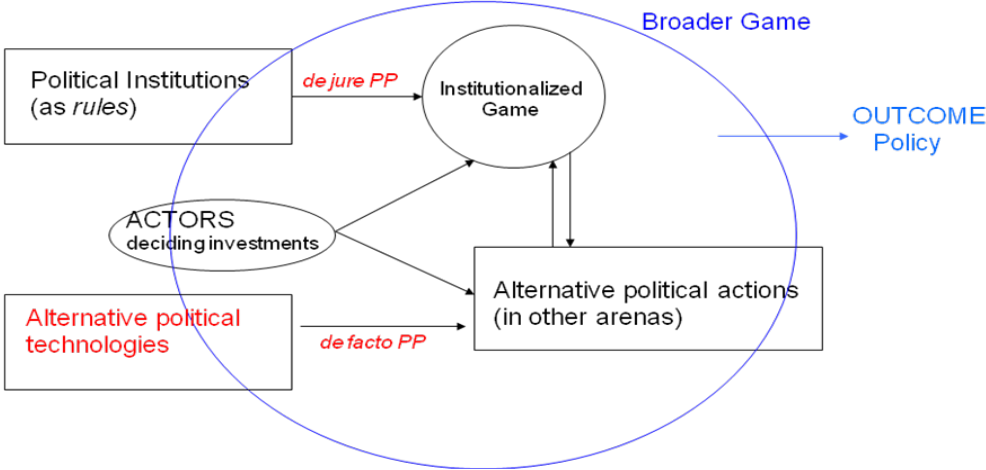 Broader Game
Political Institutions
(as rules)
de jure PP
Institutionalized
Game
OUTCOME
Policy
ACTORS
deciding investments
Alternative political actions
(in other arenas)
Alternative political
technologies
de facto PP